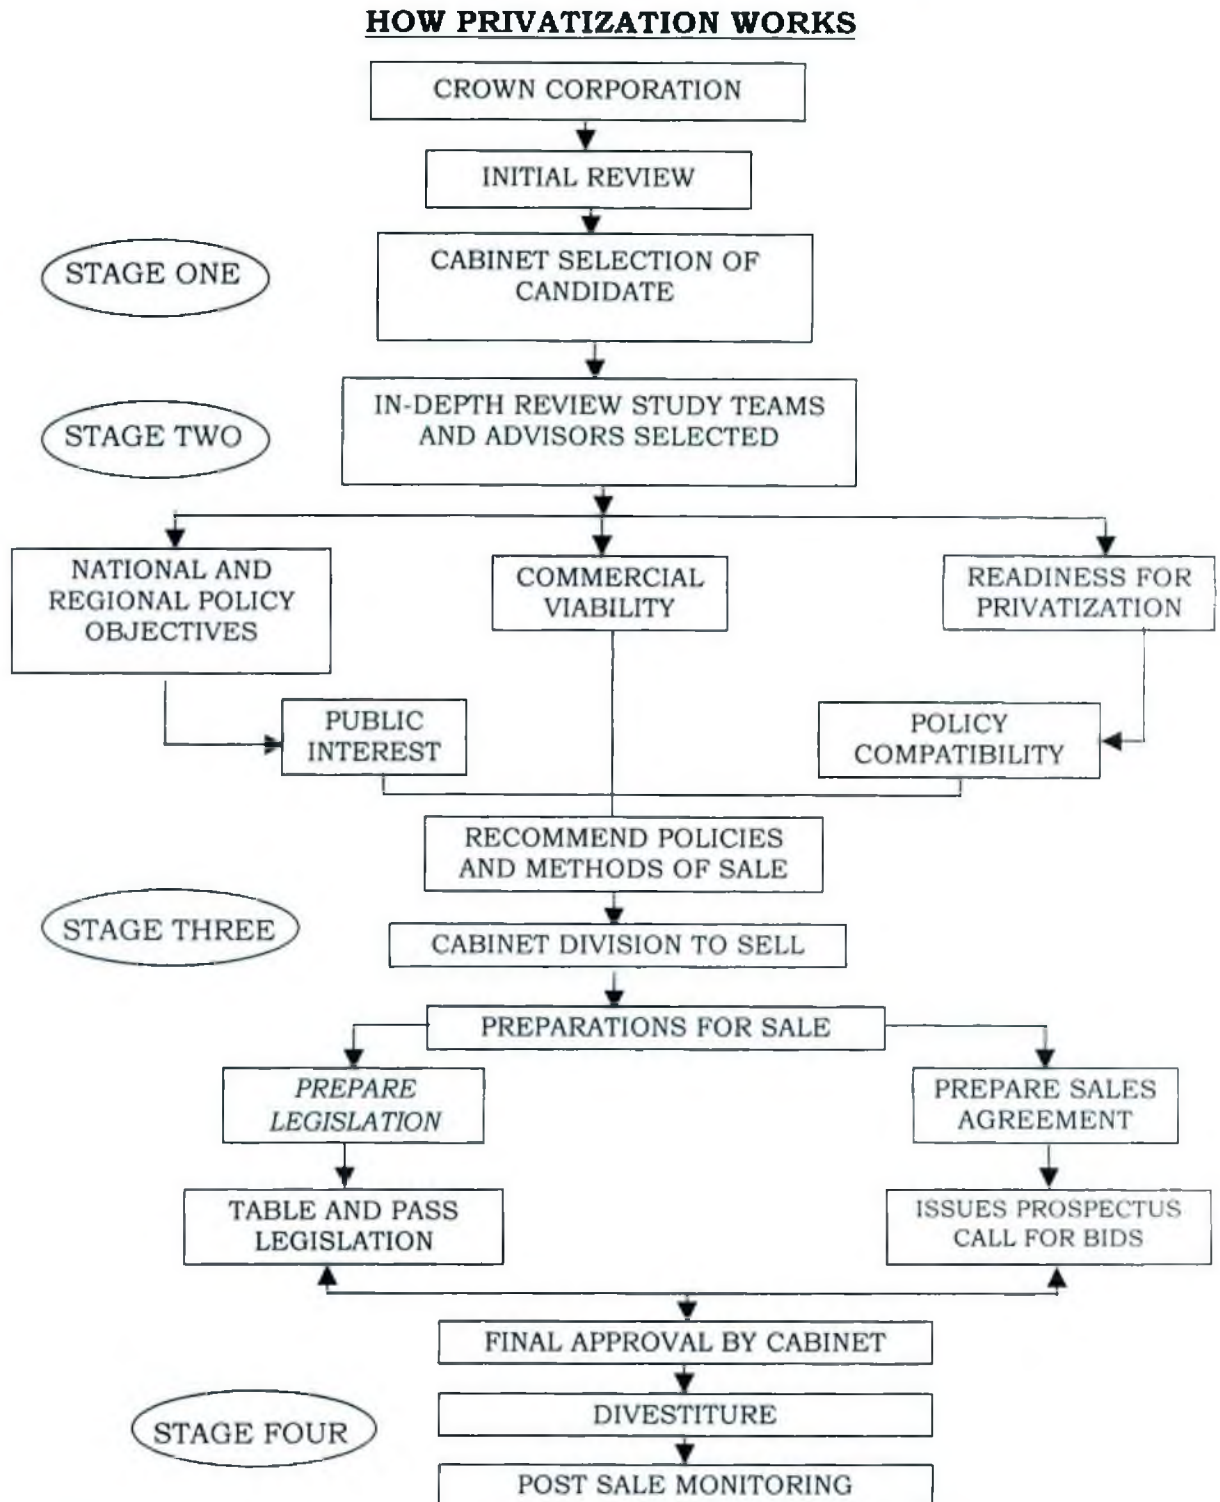 HOW PRIVATIZATION WORKS
CROWN CORPORATION
INITIAL REVIEW
STAGE ONE
CABINET SELECTION OF
CANDIDATE
STAGE TWO
IN-DEPTH REVIEW STUDY TEAMS
AND ADVISORS SELECTED
NATIONAL AND
REGIONAL POLICY
OBJECTIVES
COMMERCIAL
VIABILITY
READINESS FOR
PRIVATIZATION
PUBLIC
INTEREST
POLICY
COMPATIBILITY
RECOMMEND POLICIES
AND METHODS OF SALE
STAGE THREE
CABINET DIVISION TO SELL
PREPARATIONS FOR SALE
PREPARE
LEGISLATION
PREPARE SALES
AGREEMENT
TABLE AND PASS
LEGISLATION
ISSUES PROSPECTUS
CALL FOR BIDS
FINAL APPROVAL BY CABINET
STAGE FOUR
DIVESTITURE
POST SALE MONITORING